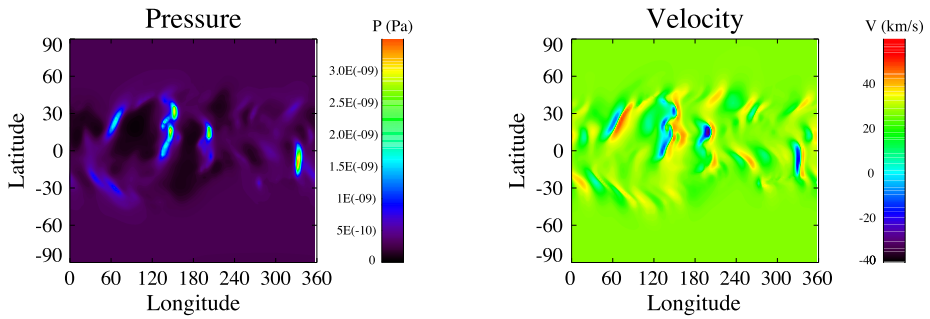 Pressure
P (Pa)
90
60
30
0
-30
-60
-90
Latitude
0 60 120 180 240 300 360
Longitude
3.0E(-09)
2.5E(-09)
2.0E(-09)
1.5E(-09)
1E(-09)
5E(-10)
0
Velocity
V (km/s)
90
60
30
0
-30
-60
-90
Latitude
0 60 120 180 240 300 360
Longitude
40
20
0
-20
-40